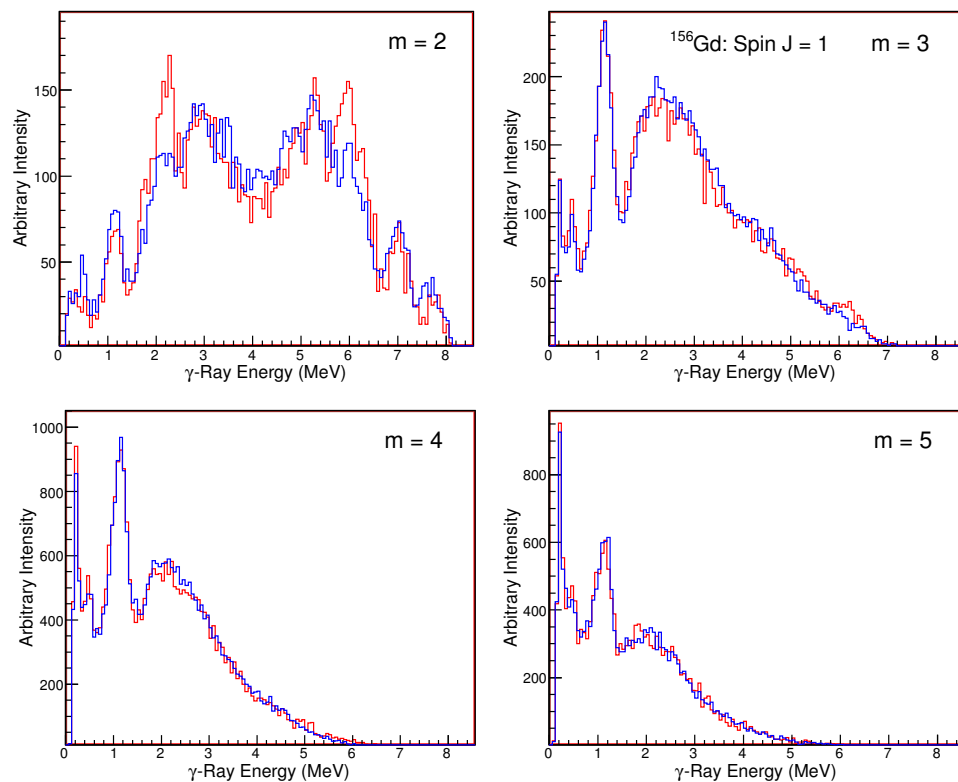 m = 2
Arbitrary Intensity
150
100
50
0 1 2 3 4 5 6 7 8
γ-Ray Energy (MeV)
¹⁵⁶Gd: Spin J = 1 m = 3
Arbitrary Intensity
200
150
100
50
0 1 2 3 4 5 6 7 8
γ-Ray Energy (MeV)
m = 4
Arbitrary Intensity
1000
800
600
400
200
0 1 2 3 4 5 6 7 8
γ-Ray Energy (MeV)
m = 5
Arbitrary Intensity
800
600
400
200
0 1 2 3 4 5 6 7 8
γ-Ray Energy (MeV)